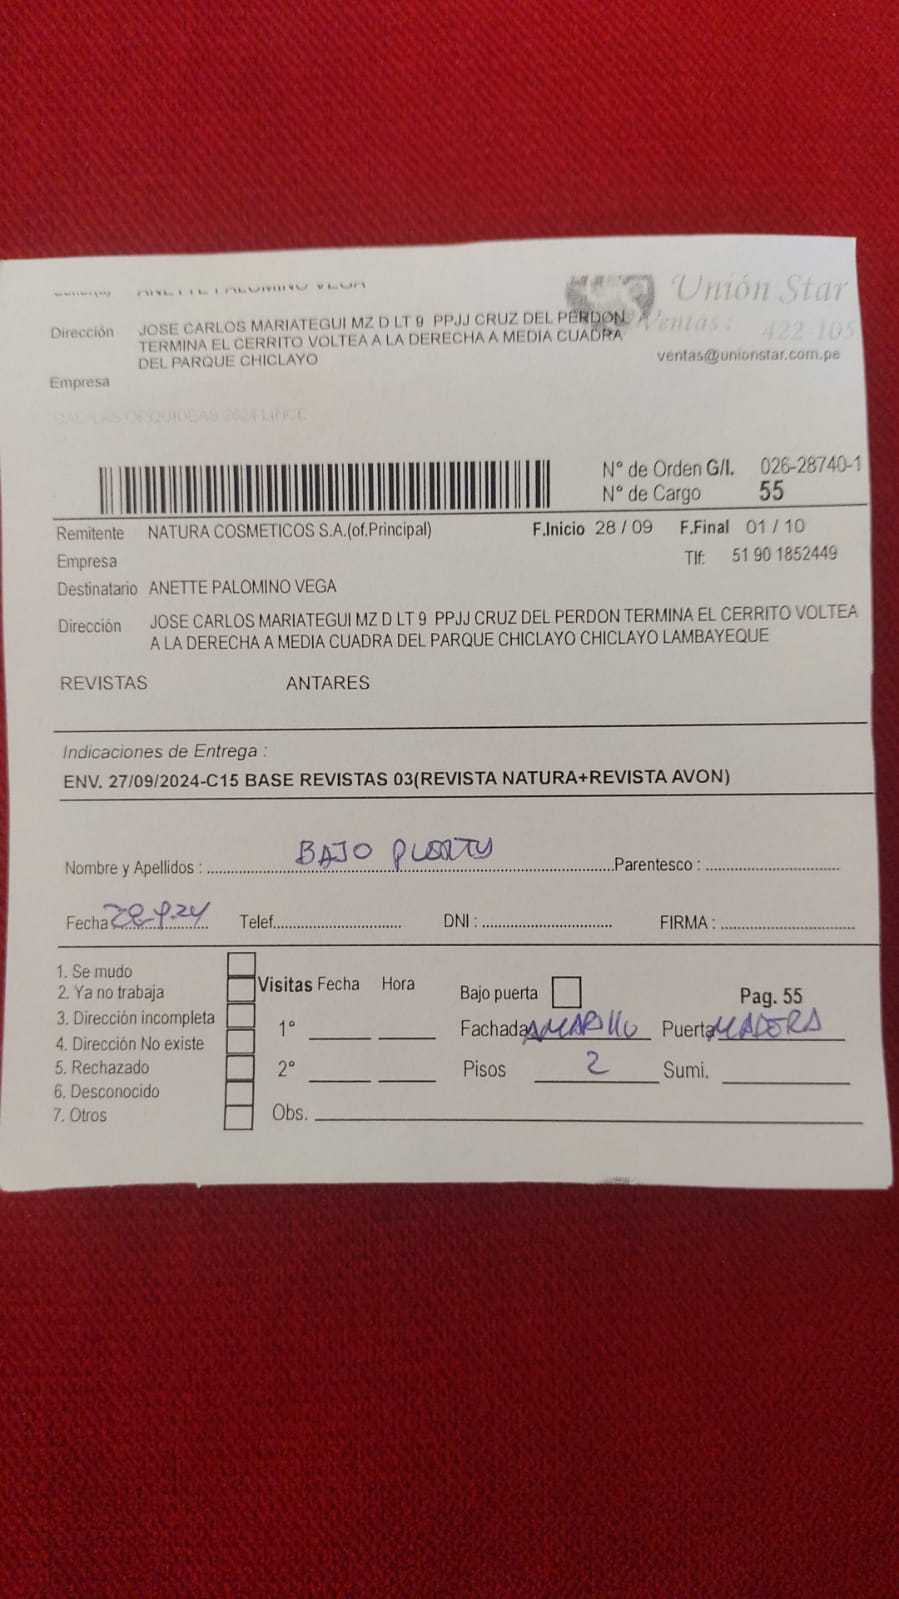 Señor(a) ANETTE PALOMINO VEGA
Unión Star
Dirección JOSE CARLOS MARIATEGUI MZ D LT 9 PPJJ CRUZ DEL PERDON
TERMINA EL CERRITO VOLTEA A LA DERECHA A MEDIA CUADRA
DEL PARQUE CHICLAYO
Ventas: 422-105
ventas@unionstar.com.pe
Empresa
N° de Orden G/I. 026-28740-1
N° de Cargo 55
Remitente NATURA COSMETICOS S.A.(of.Principal) F.Inicio 28 / 09 F.Final 01 / 10
Empresa Tlf: 51 90 1852449
Destinatario ANETTE PALOMINO VEGA
Dirección JOSE CARLOS MARIATEGUI MZ D LT 9 PPJJ CRUZ DEL PERDON TERMINA EL CERRITO VOLTEA
A LA DERECHA A MEDIA CUADRA DEL PARQUE CHICLAYO CHICLAYO LAMBAYEQUE
REVISTAS ANTARES
Indicaciones de Entrega :
ENV. 27/09/2024-C15 BASE REVISTAS 03(REVISTA NATURA+REVISTA AVON)
Nombre y Apellidos : BAJO PUERTA Parentesco :
Fecha 28-9-24 Telef. DNI : FIRMA :
1. Se mudo
2. Ya no trabaja
3. Dirección incompleta
4. Dirección No existe
5. Rechazado
6. Desconocido
7. Otros
Visitas Fecha Hora
1°
2°
Obs.
Bajo puerta Pag. 55
Fachada AMARILLO Puerta MADERA
Pisos 2 Sumi.